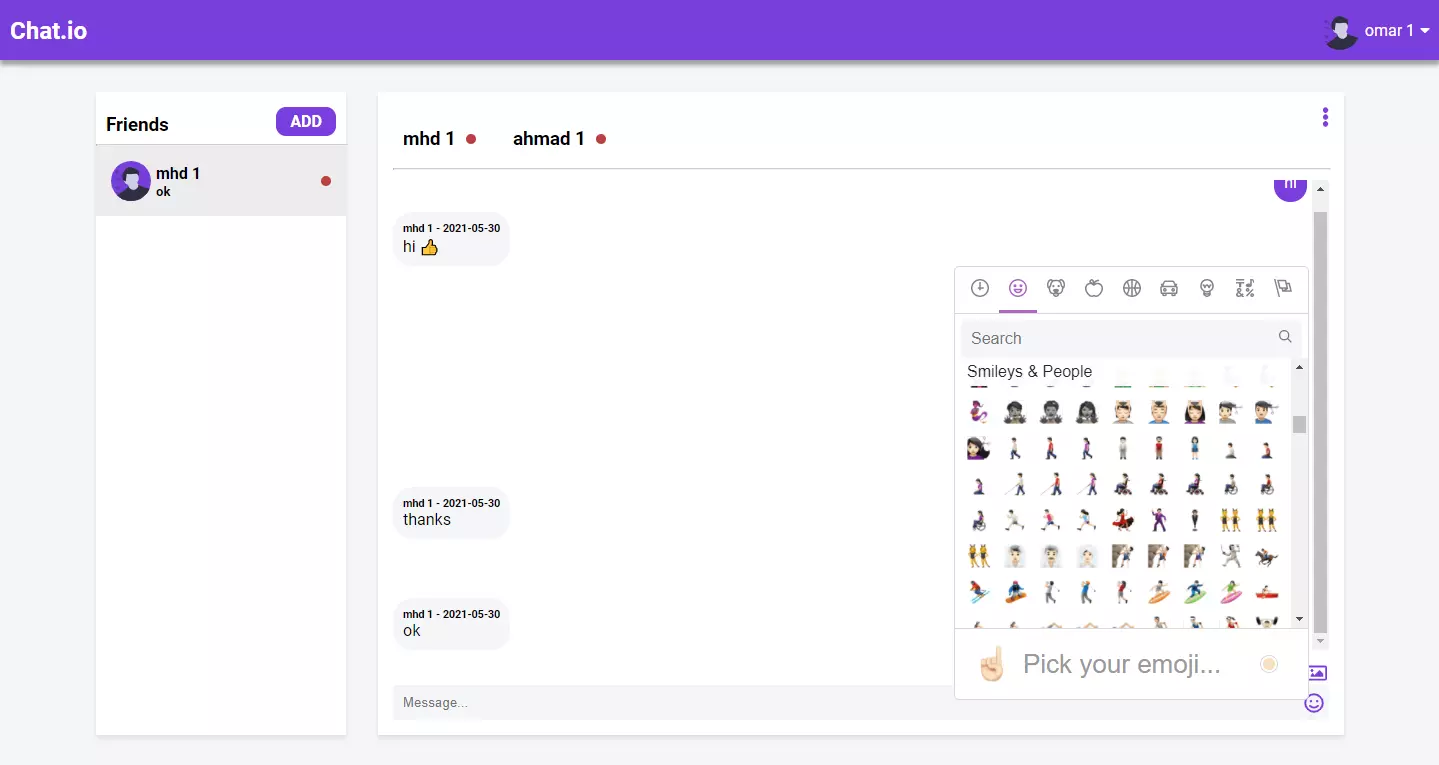 Chat.io
omar 1
Friends
ADD
mhd 1
ok
mhd 1
ahmad 1
hi
mhd 1 - 2021-05-30
hi 👍
mhd 1 - 2021-05-30
thanks
mhd 1 - 2021-05-30
ok
Search
Smileys & People
Pick your emoji...
Message...